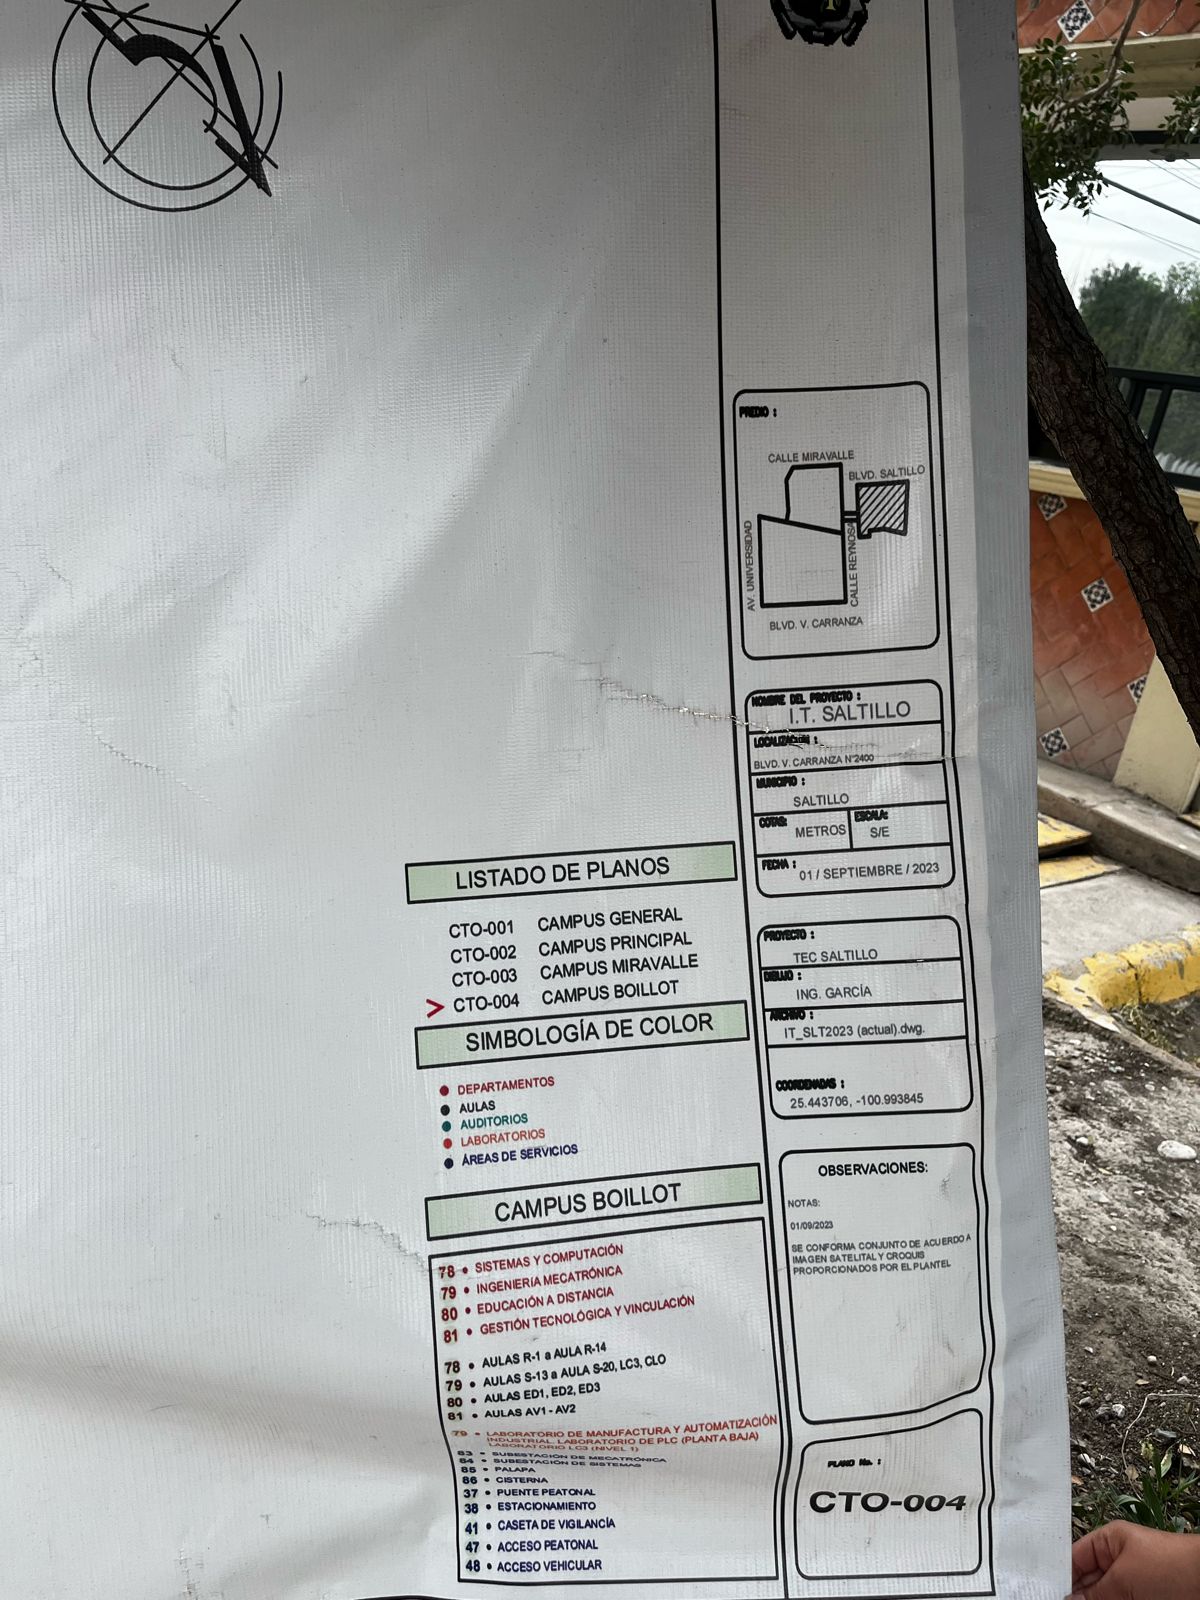 PREDIO :
CALLE MIRAVALLE
BLVD. SALTILLO
AV. UNIVERSIDAD
CALLE REYNOSA
BLVD. V. CARRANZA
NOMBRE DEL PROYECTO :
I.T. SALTILLO
LOCALIZACIÓN :
BLVD. V. CARRANZA N°2400
MUNICIPIO :
SALTILLO
COTAS:
METROS
ESCALA:
S/E
FECHA :
01 / SEPTIEMBRE / 2023
LISTADO DE PLANOS
CTO-001 CAMPUS GENERAL
CTO-002 CAMPUS PRINCIPAL
CTO-003 CAMPUS MIRAVALLE
> CTO-004 CAMPUS BOILLOT
SIMBOLOGÍA DE COLOR
• DEPARTAMENTOS
• AULAS
• AUDITORIOS
• LABORATORIOS
• ÁREAS DE SERVICIOS
PROYECTO :
TEC SALTILLO
DIBUJO :
ING. GARCÍA
ARCHIVO :
IT_SLT2023 (actual).dwg.
COORDENADAS :
25.443706, -100.993845
CAMPUS BOILLOT
78 • SISTEMAS Y COMPUTACIÓN
79 • INGENIERÍA MECATRÓNICA
80 • EDUCACIÓN A DISTANCIA
81 • GESTIÓN TECNOLÓGICA Y VINCULACIÓN
78 • AULAS R-1 a AULA R-14
79 • AULAS S-13 a AULA S-20, LC3, CLO
80 • AULAS ED1, ED2, ED3
81 • AULAS AV1 - AV2
79 • LABORATORIO DE MANUFACTURA Y AUTOMATIZACIÓN
INDUSTRIAL, LABORATORIO DE PLC (PLANTA BAJA)
LABORATORIO LC3 (NIVEL 1)
83 • SUBESTACIÓN DE MECATRÓNICA
84 • SUBESTACIÓN DE SISTEMAS
85 • PALAPA
86 • CISTERNA
37 • PUENTE PEATONAL
38 • ESTACIONAMIENTO
41 • CASETA DE VIGILANCÍA
47 • ACCESO PEATONAL
48 • ACCESO VEHICULAR
OBSERVACIONES:
NOTAS:
01/09/2023
SE CONFORMA CONJUNTO DE ACUERDO A
IMAGEN SATELITAL Y CROQUIS
PROPORCIONADOS POR EL PLANTEL
PLANO No. :
CTO-004